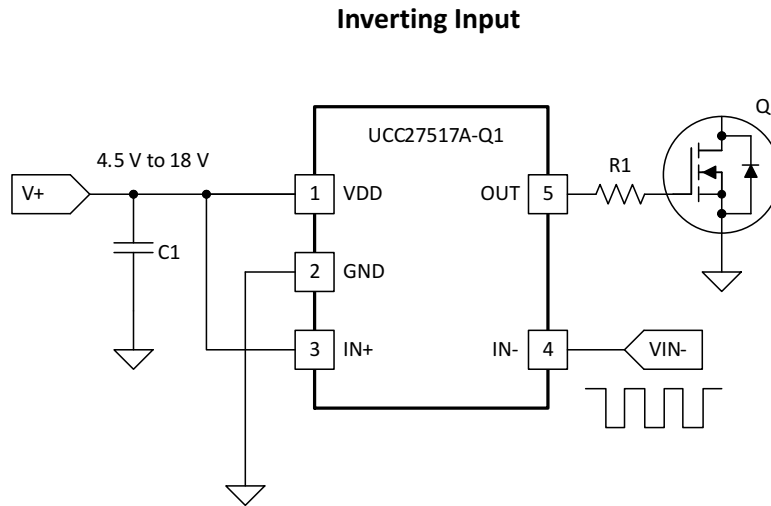 Inverting Input
UCC27517A-Q1
Q
4.5 V to 18 V
R1
V+
1 VDD
OUT 5
C1
2 GND
3 IN+
IN- 4
VIN-